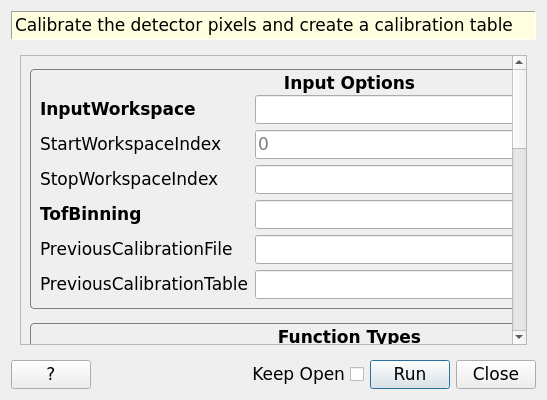 Calibrate the detector pixels and create a calibration table
Input Options
InputWorkspace
StartWorkspaceIndex 0
StopWorkspaceIndex
TofBinning
PreviousCalibrationFile
PreviousCalibrationTable
Function Types
? Keep Open Run Close